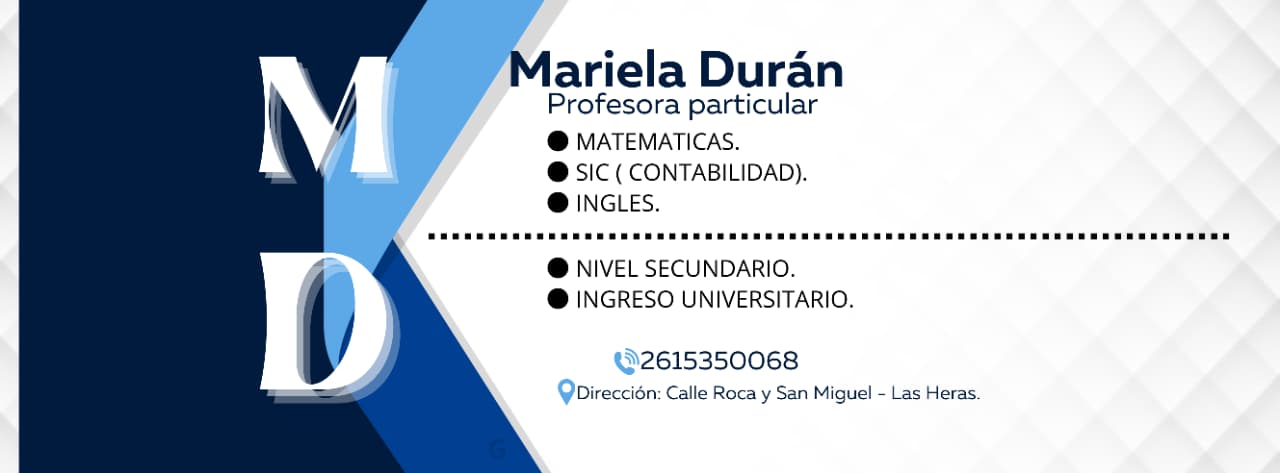 M
D
Mariela Durán
Profesora particular
● MATEMATICAS.
● SIC ( CONTABILIDAD).
● INGLES.
● NIVEL SECUNDARIO.
● INGRESO UNIVERSITARIO.
2615350068
Dirección: Calle Roca y San Miguel - Las Heras.
G